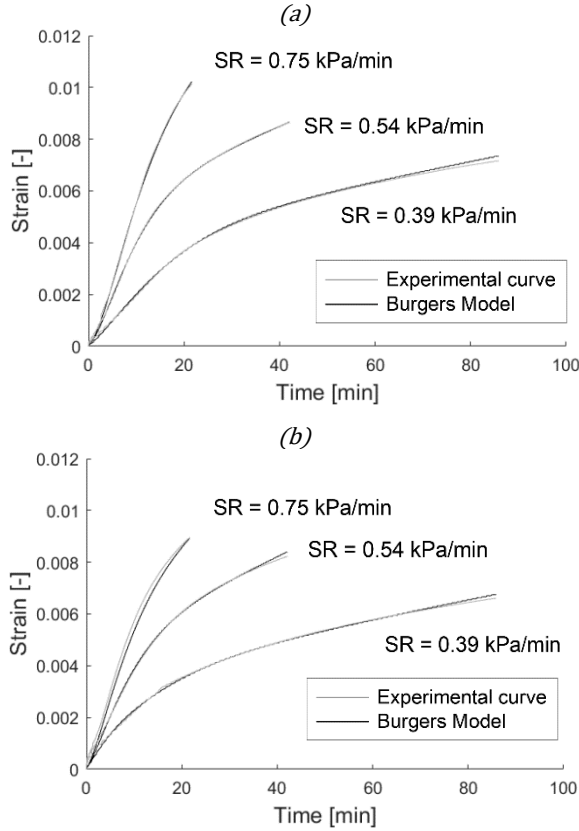 (a)
0.012
0.01
0.008
0.006
0.004
0.002
0
Strain [-]
SR = 0.75 kPa/min
SR = 0.54 kPa/min
SR = 0.39 kPa/min
Experimental curve
Burgers Model
0 20 40 60 80 100
Time [min]
(b)
0.012
0.01
0.008
0.006
0.004
0.002
0
Strain [-]
SR = 0.75 kPa/min
SR = 0.54 kPa/min
SR = 0.39 kPa/min
Experimental curve
Burgers Model
0 20 40 60 80 100
Time [min]